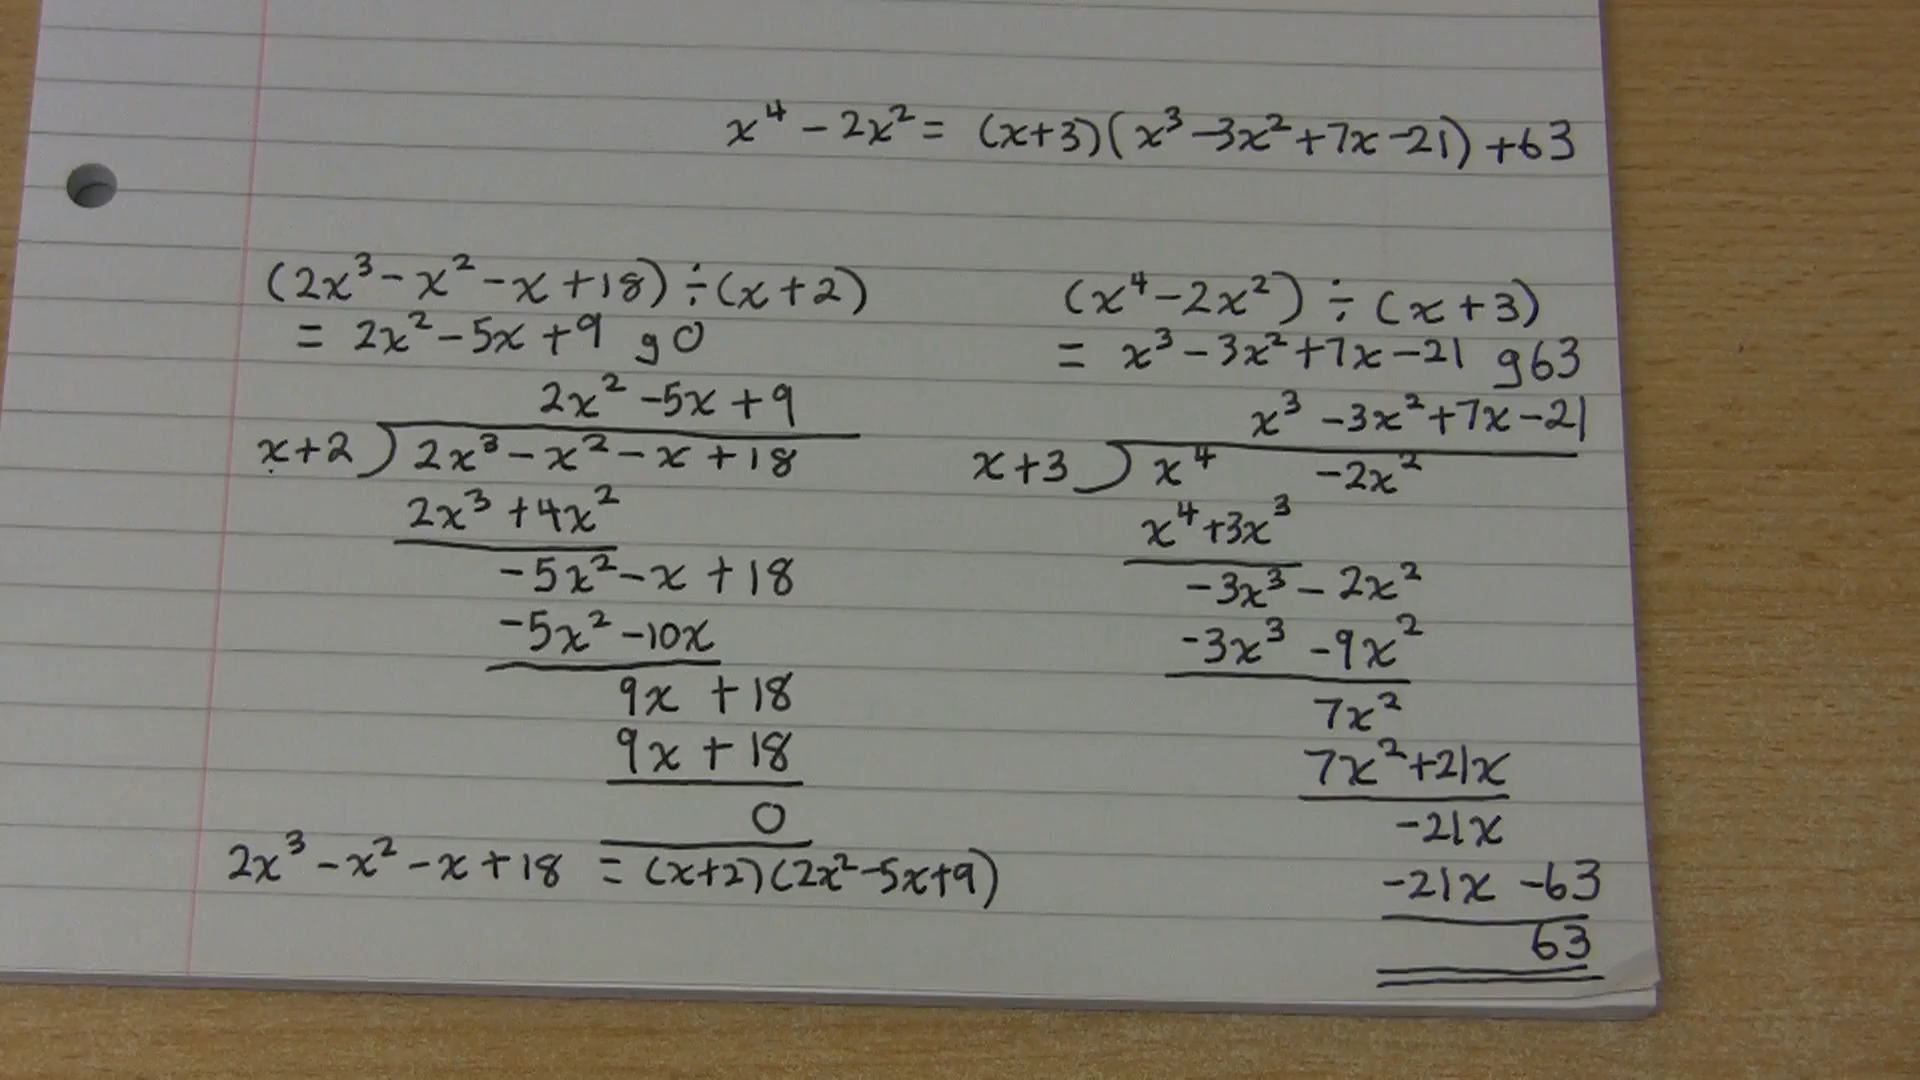 x⁴ - 2x² = (x+3)(x³ - 3x² + 7x - 21) + 63
(2x³ - x² - x + 18) ÷ (x + 2)
= 2x² - 5x + 9 g 0
2x² - 5x + 9
x + 2 ) 2x³ - x² - x + 18
2x³ + 4x²
-5x² - x + 18
-5x² - 10x
9x + 18
9x + 18
0
2x³ - x² - x + 18 = (x+2)(2x² - 5x + 9)
(x⁴ - 2x²) ÷ (x + 3)
= x³ - 3x² + 7x - 21 g 63
x³ - 3x² + 7x - 21
x + 3 ) x⁴ - 2x²
x⁴ + 3x³
-3x³ - 2x²
-3x³ - 9x²
7x²
7x² + 21x
-21x
-21x - 63
63